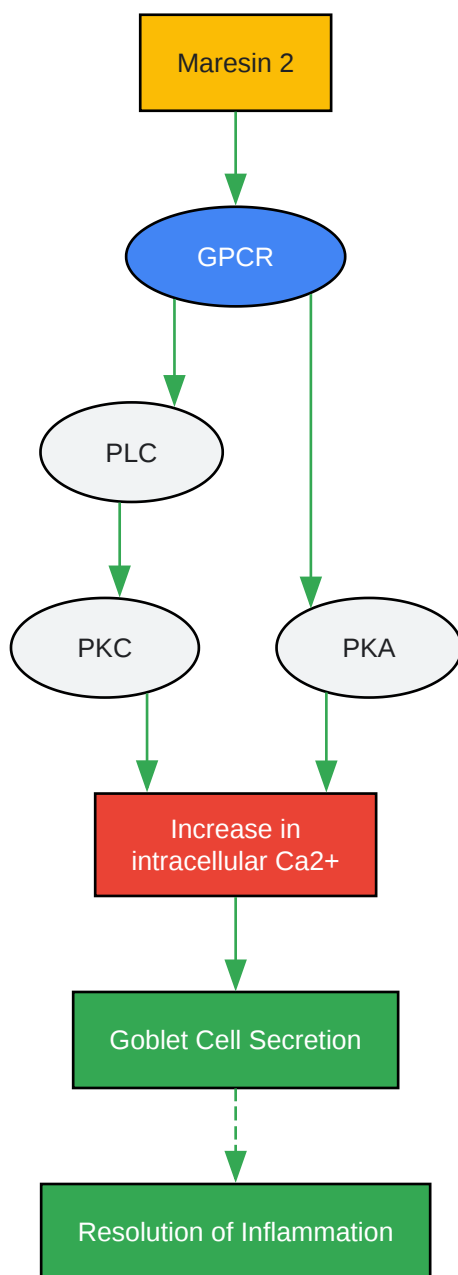 Maresin 2
GPCR
PLC
PKC
PKA
Increase in
intracellular Ca2+
Goblet Cell Secretion
Resolution of Inflammation